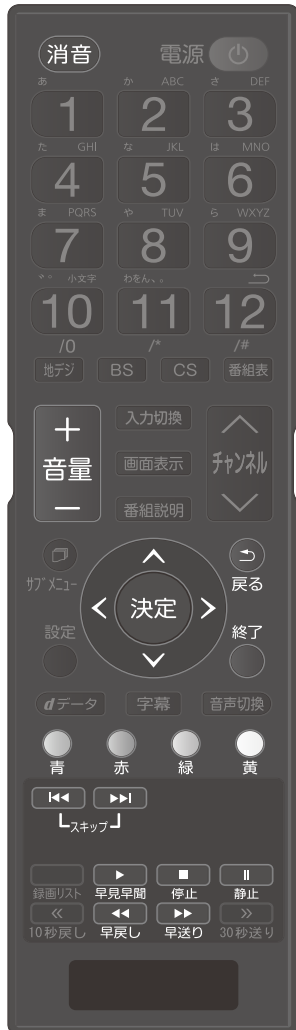 消音 電源
あ か ABC さ DEF
1 2 3
た GHI な JKL は MNO
4 5 6
ま PQRS や TUV ら WXYZ
7 8 9
゛゜ 小文字 わをん、。
10 11 12
/0 /* /#
地デジ BS CS 番組表
+ 入力切換
音量 画面表示 チャンネル
− 番組説明
サブメニュー 戻る
決定
設定 終了
dデータ 字幕 音声切換
青 赤 緑 黄
スキップ
録画リスト 早見早聞 停止 静止
10秒戻し 早戻し 早送り 30秒送り